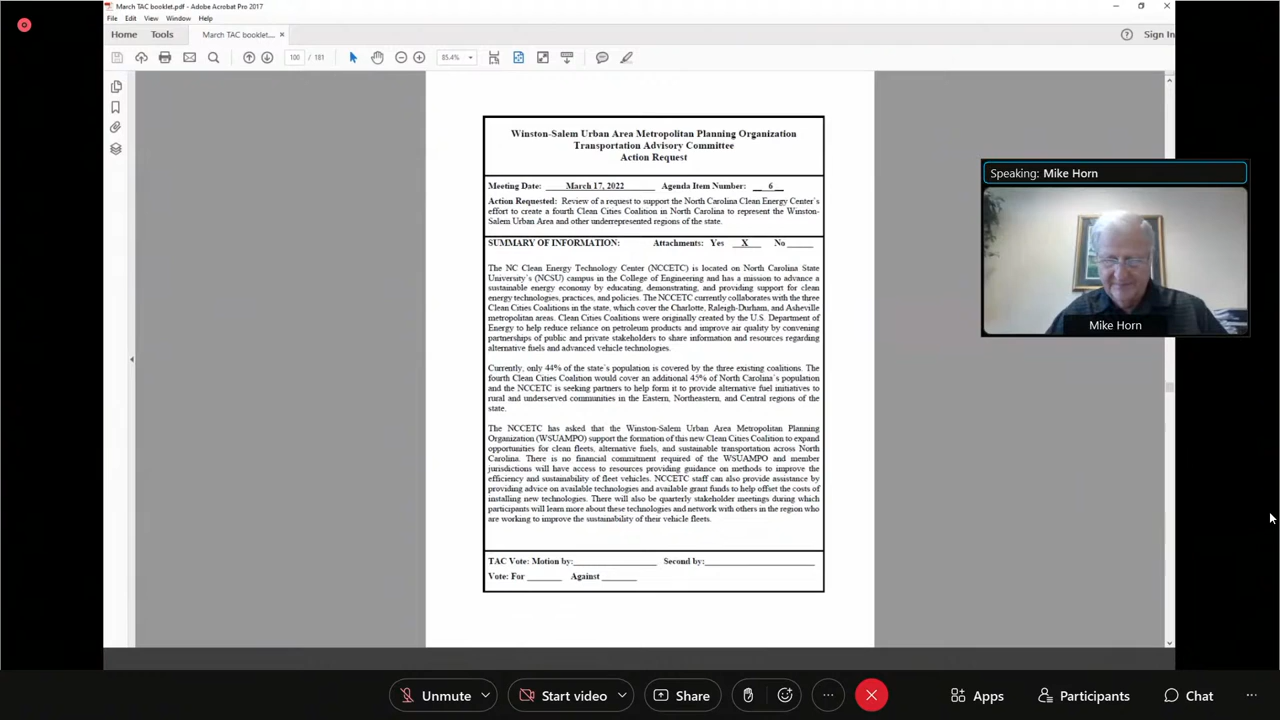 March TAC booklet.pdf - Adobe Acrobat Pro 2017
File Edit View Window Help
Home Tools March TAC booklet.... × Sign In
100 / 181 85.4%
Winston-Salem Urban Area Metropolitan Planning Organization
Transportation Advisory Committee
Action Request
Meeting Date: March 17, 2022 Agenda Item Number: 6
Action Requested: Review of a request to support the North Carolina Clean Energy Center's
effort to create a fourth Clean Cities Coalition in North Carolina to represent the Winston-
Salem Urban Area and other underrepresented regions of the state.
SUMMARY OF INFORMATION: Attachments: Yes X No
The NC Clean Energy Technology Center (NCCETC) is located on North Carolina State
University's (NCSU) campus in the College of Engineering and has a mission to advance a
sustainable energy economy by educating, demonstrating, and providing support for clean
energy technologies, practices, and policies. The NCCETC currently collaborates with the three
Clean Cities Coalitions in the state, which cover the Charlotte, Raleigh-Durham, and Asheville
metropolitan areas. Clean Cities Coalitions were originally created by the U.S. Department of
Energy to help reduce reliance on petroleum products and improve air quality by convening
partnerships of public and private stakeholders to share information and resources regarding
alternative fuels and advanced vehicle technologies.
Currently, only 44% of the state's population is covered by the three existing coalitions. The
fourth Clean Cities Coalition would cover an additional 45% of North Carolina's population
and the NCCETC is seeking partners to help form it to provide alternative fuel initiatives to
rural and underserved communities in the Eastern, Northeastern, and Central regions of the
state.
The NCCETC has asked that the Winston-Salem Urban Area Metropolitan Planning
Organization (WSUAMPO) support the formation of this new Clean Cities Coalition to expand
opportunities for clean fleets, alternative fuels, and sustainable transportation across North
Carolina. There is no financial commitment required of the WSUAMPO and member
jurisdictions will have access to resources providing guidance on methods to improve the
efficiency and sustainability of fleet vehicles. NCCETC staff can also provide assistance by
providing advice on available technologies and available grant funds to help offset the costs of
installing new technologies. There will also be quarterly stakeholder meetings during which
participants will learn more about these technologies and network with others in the region who
are working to improve the sustainability of their vehicle fleets.
TAC Vote: Motion by: Second by:
Vote: For Against
Speaking: Mike Horn
Mike Horn
Unmute Start video Share Apps Participants Chat